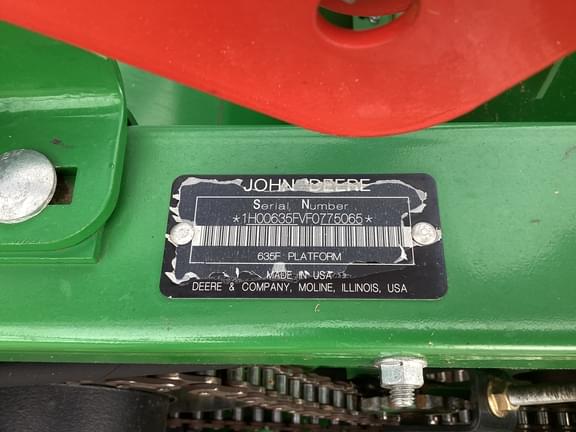 JOHN DEERE
Serial Number
*1H00635FVF0775065*
635F PLATFORM
MADE IN USA
DEERE & COMPANY, MOLINE, ILLINOIS, USA